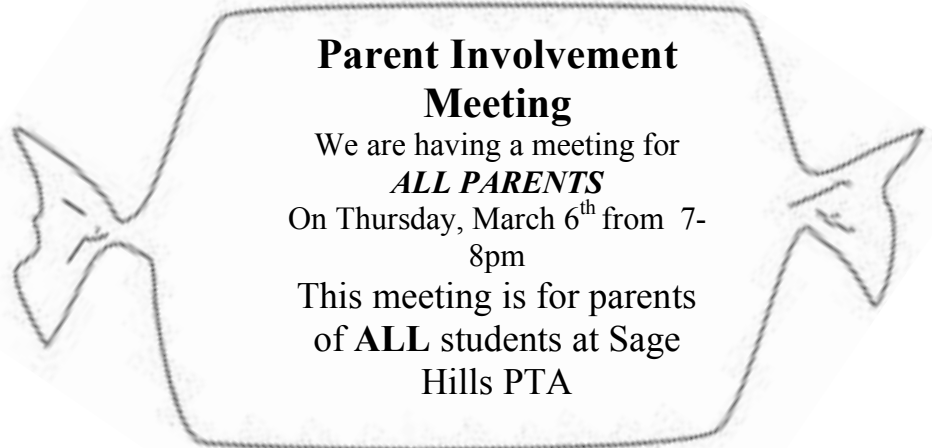 Parent Involvement
Meeting
We are having a meeting for
ALL PARENTS
On Thursday, March 6th from 7-
8pm
This meeting is for parents
of ALL students at Sage
Hills PTA